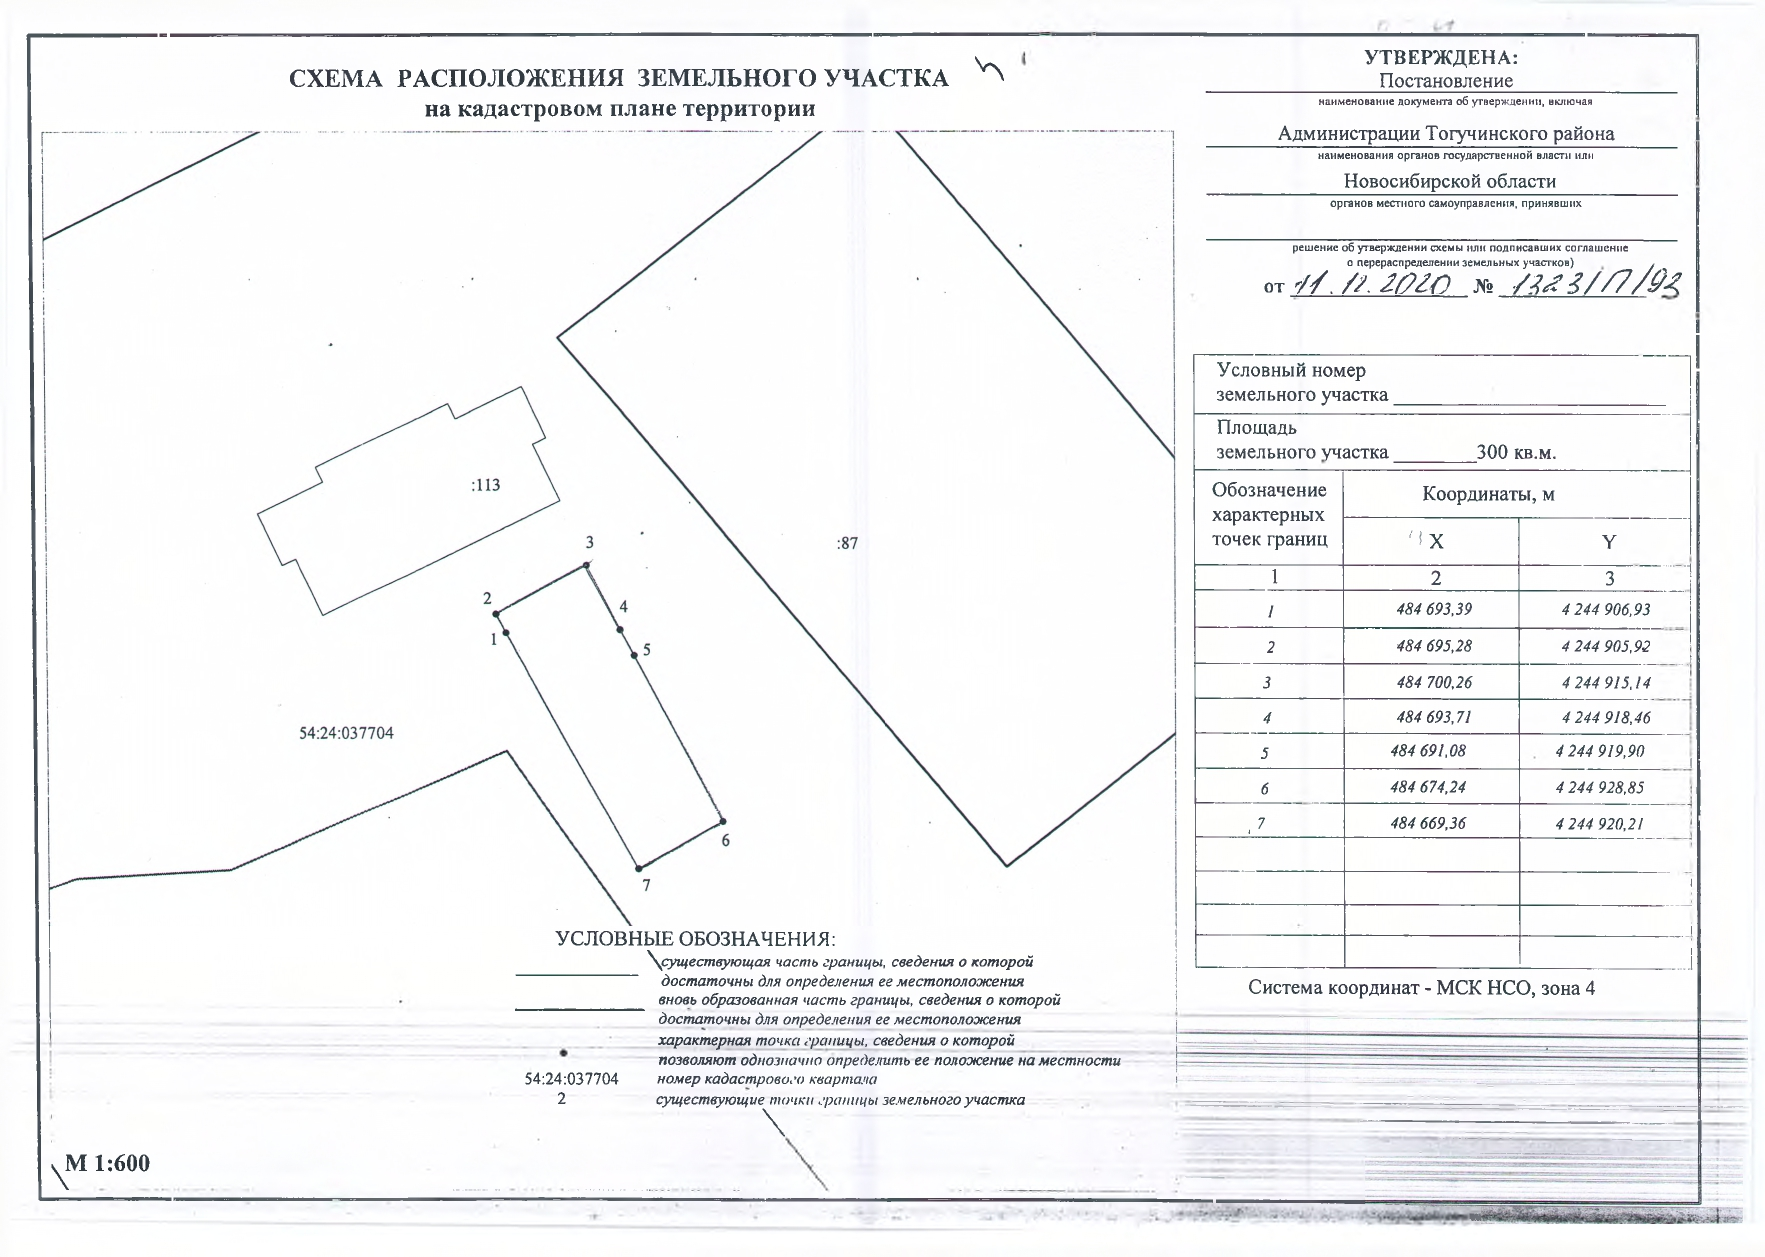 СХЕМА РАСПОЛОЖЕНИЯ ЗЕМЕЛЬНОГО УЧАСТКА
на кадастровом плане территории
УТВЕРЖДЕНА:
Постановление
наименование документа об утверждении, включая
Администрации Тогучинского района
наименования органов государственной власти или
Новосибирской области
органов местного самоуправления, принявших
решение об утверждении схемы или подписавших соглашение
о перераспределении земельных участков)
от 11.12.2020 № 1323/П/93
Условный номер
земельного участка
Площадь
земельного участка 300 кв.м.
Обозначение характерных точек границ
Координаты, м
X Y
1 2 3
1 484 693,39 4 244 906,93
2 484 695,28 4 244 905,92
3 484 700,26 4 244 915,14
4 484 693,71 4 244 918,46
5 484 691,08 4 244 919,90
6 484 674,24 4 244 928,85
7 484 669,36 4 244 920,21
Система координат - МСК НСО, зона 4
:113
:87
3
2
4
1
5
54:24:037704
6
7
УСЛОВНЫЕ ОБОЗНАЧЕНИЯ:
существующая часть границы, сведения о которой
достаточны для определения ее местоположения
вновь образованная часть границы, сведения о которой
достаточны для определения ее местоположения
характерная точка границы, сведения о которой
позволяют однозначно определить ее положение на местности
54:24:037704 номер кадастрового квартала
2 существующие точки границы земельного участка
М 1:600